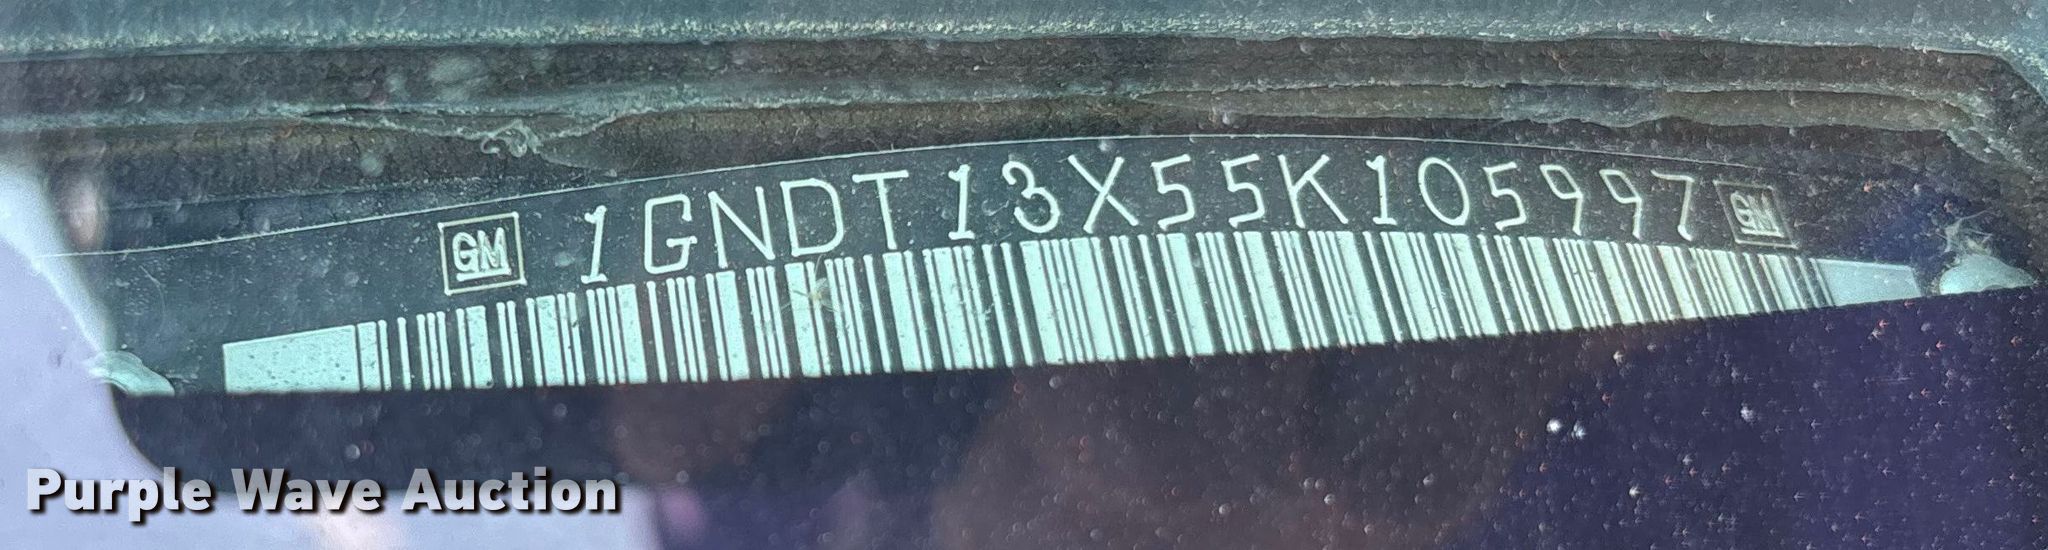 GM 1GNDT13X55K105997 GM
Purple Wave Auction